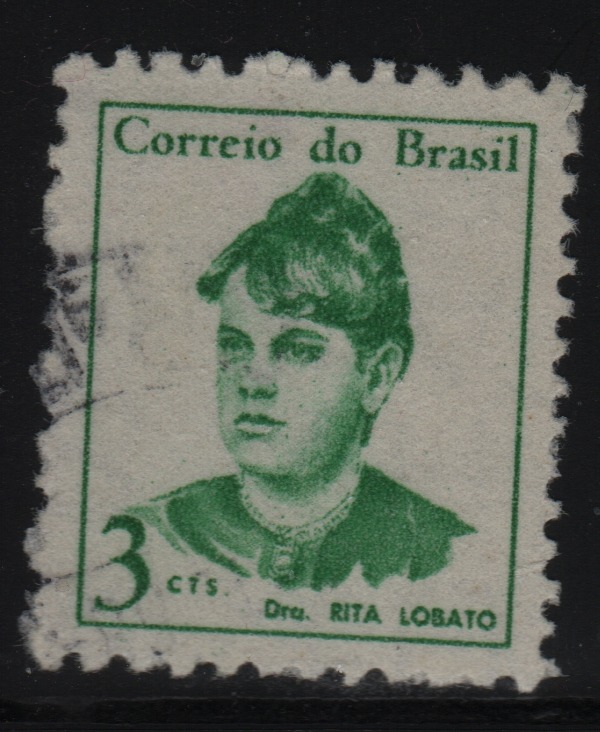 Correio do Brasil
3 CTS.
Dra. RITA LOBATO